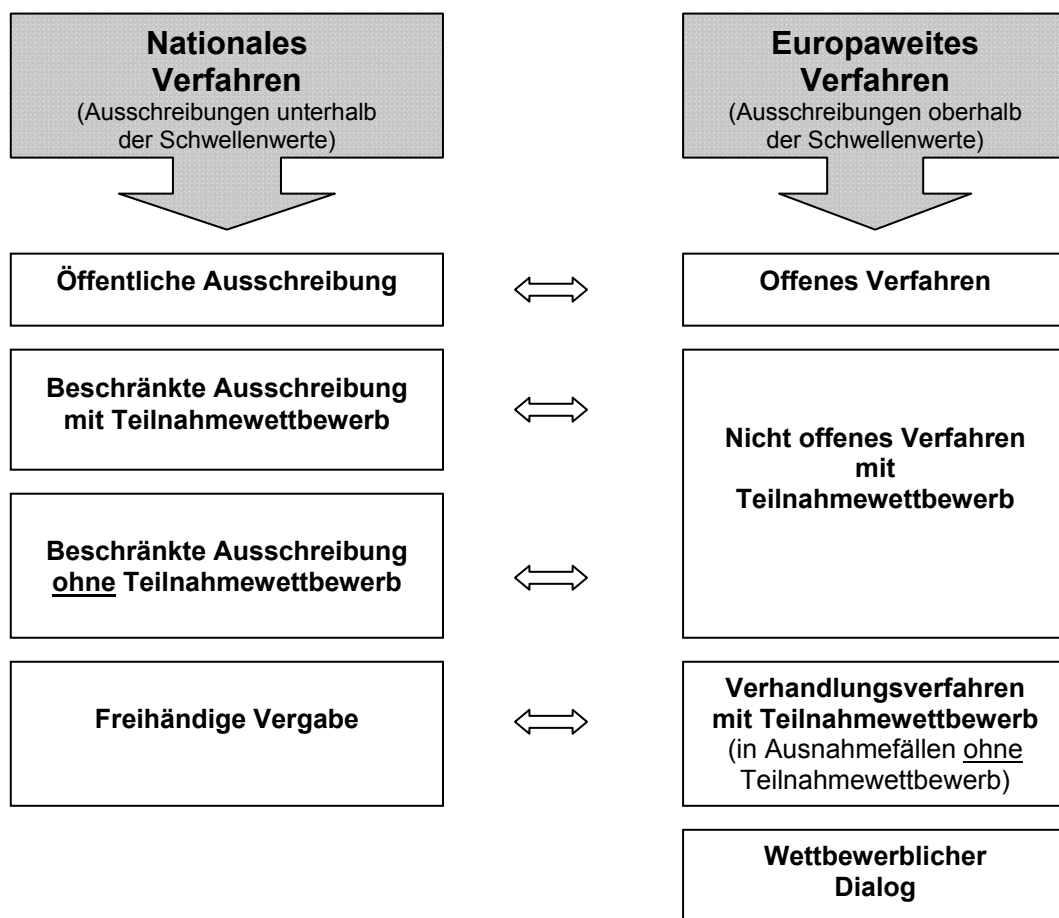 Nationales
Verfahren
(Ausschreibungen unterhalb
der Schwellenwerte)
Europaweites
Verfahren
(Ausschreibungen oberhalb
der Schwellenwerte)
Öffentliche Ausschreibung
Offenes Verfahren
Beschränkte Ausschreibung
mit Teilnahmewettbewerb
Nicht offenes Verfahren
mit
Teilnahmewettbewerb
Beschränkte Ausschreibung
ohne Teilnahmewettbewerb
Freihändige Vergabe
Verhandlungsverfahren
mit Teilnahmewettbewerb
(in Ausnahmefällen ohne
Teilnahmewettbewerb)
Wettbewerblicher
Dialog